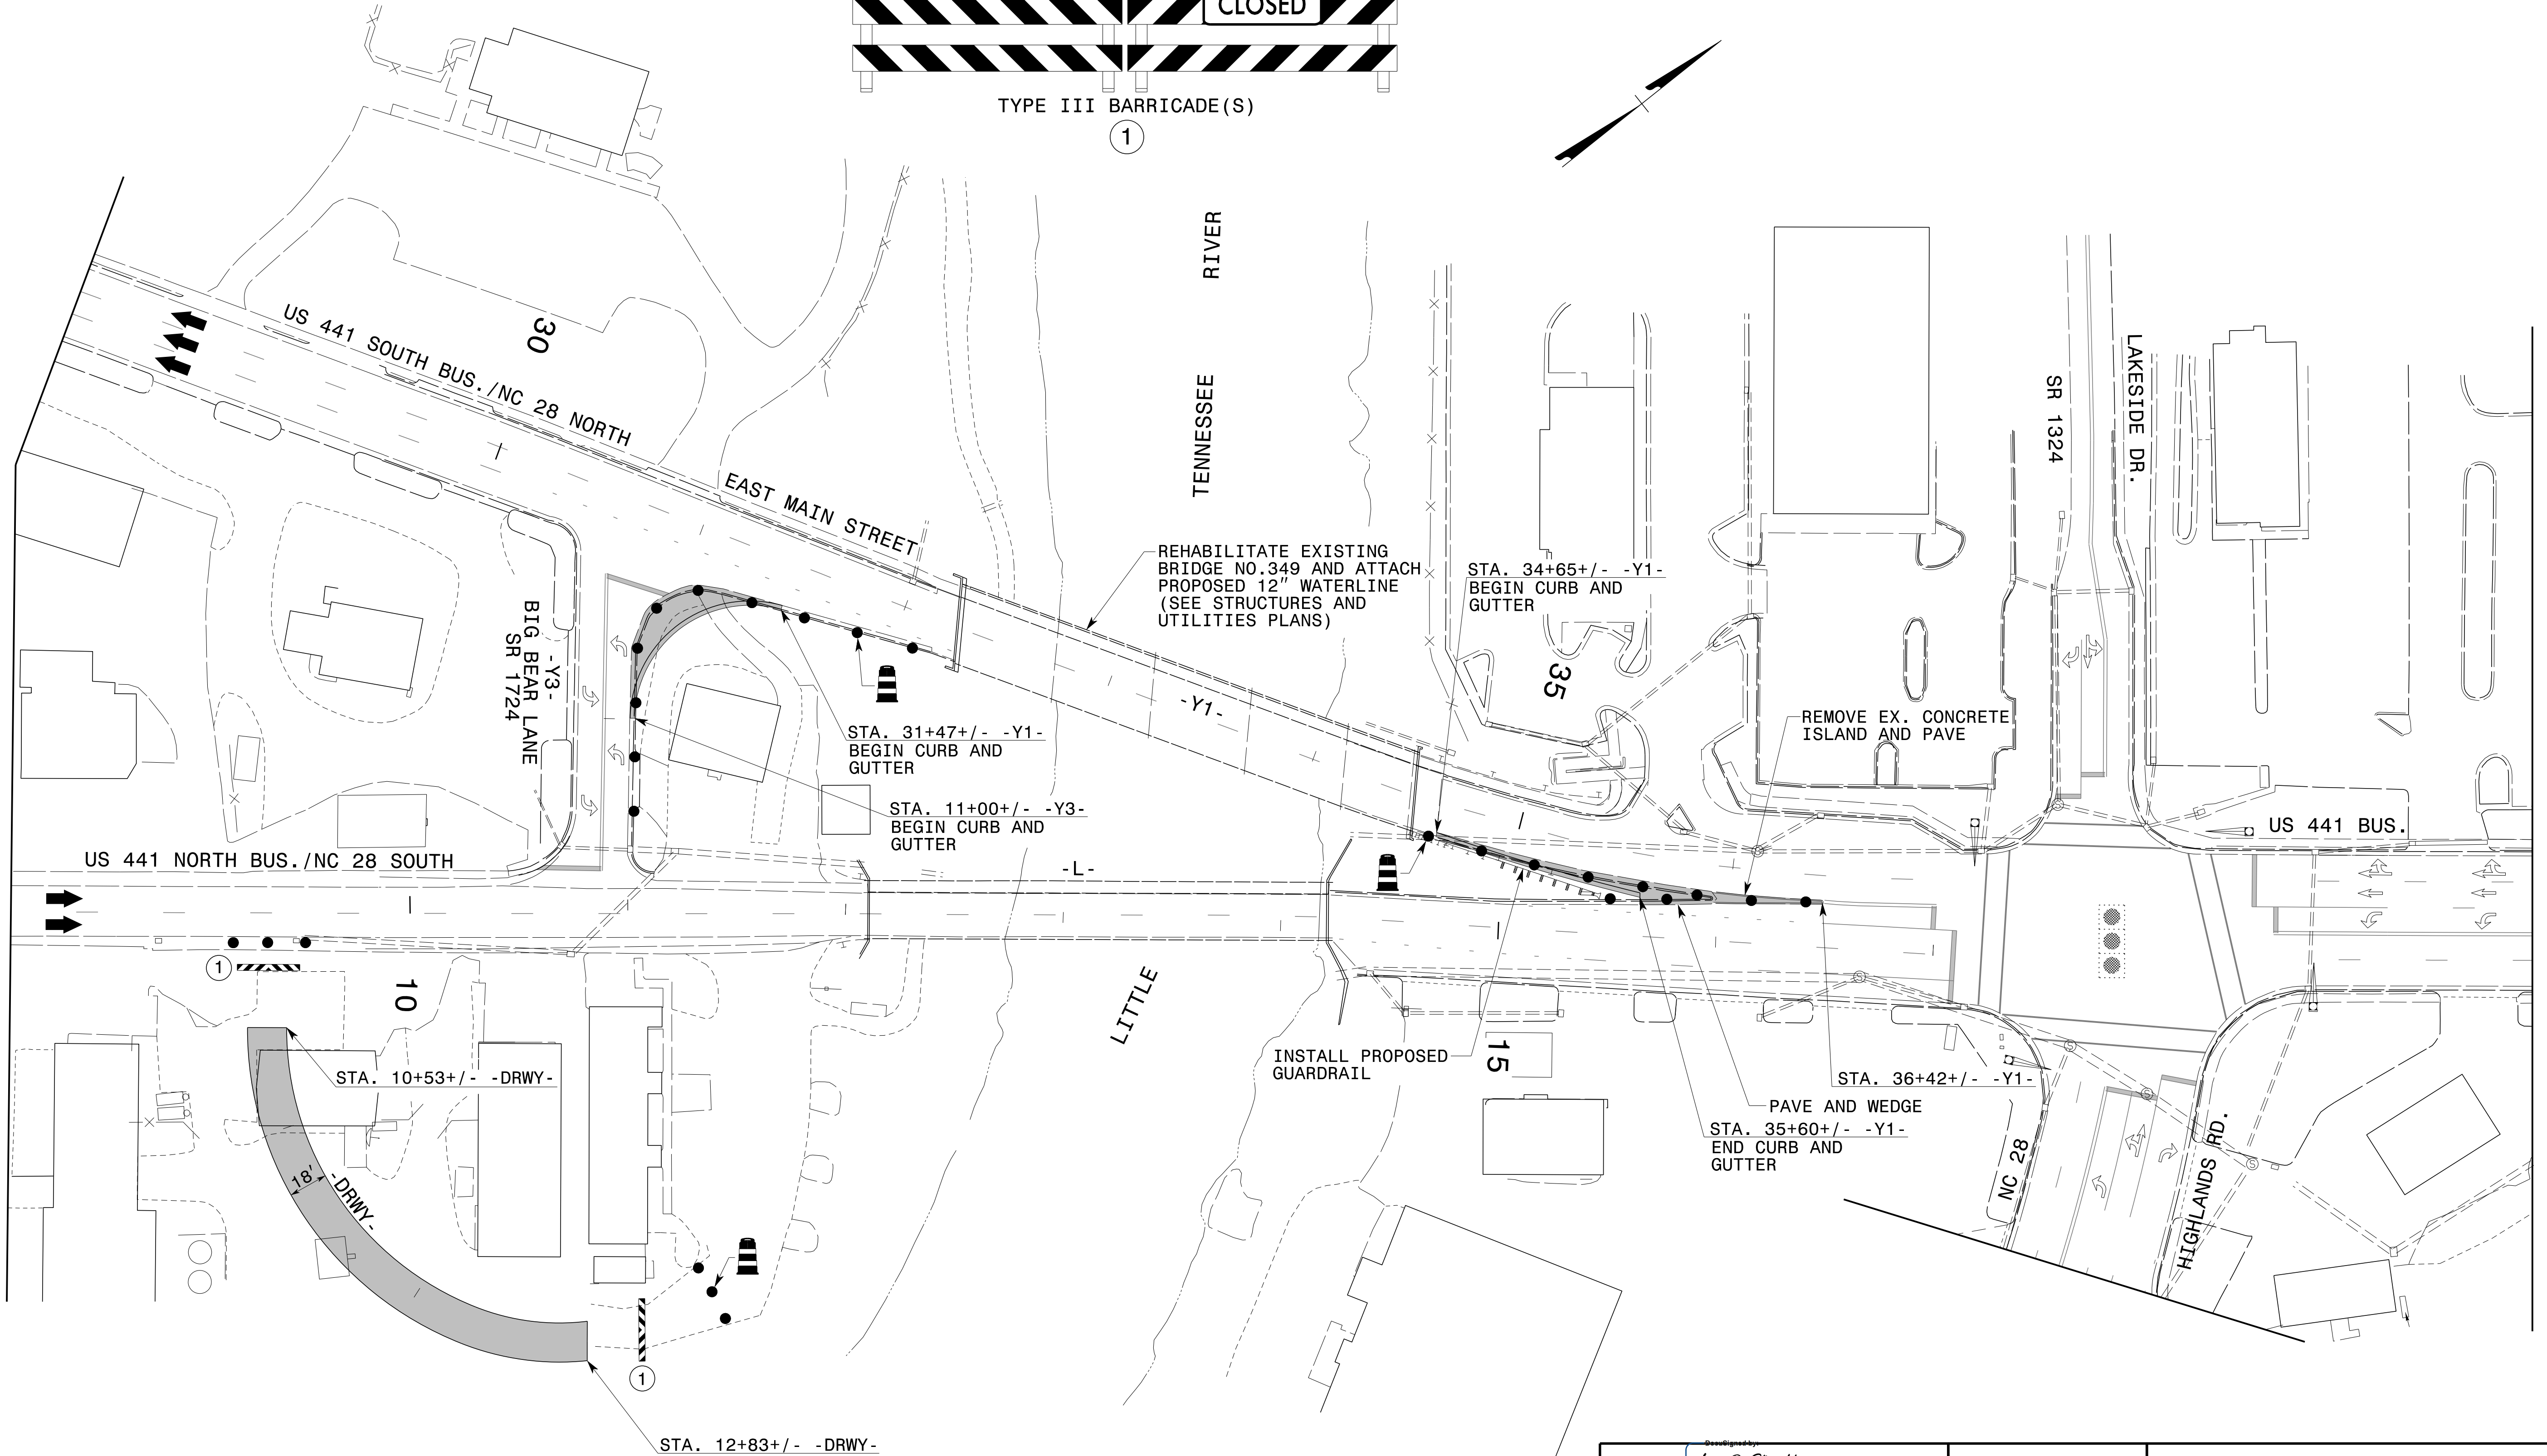 CLOSED
TYPE III BARRICADE(S)
1
RIVER
TENNESSEE
30
US 441 SOUTH BUS./NC 28 NORTH
EAST MAIN STREET
REHABILITATE EXISTING
BRIDGE NO.349 AND ATTACH
PROPOSED 12" WATERLINE
(SEE STRUCTURES AND
UTILITIES PLANS)
STA. 34+65+/- -Y1-
BEGIN CURB AND
GUTTER
SR 1324
LAKESIDE DR.
-Y3-
BIG BEAR LANE
SR 1724
35
-Y1-
STA. 31+47+/- -Y1-
BEGIN CURB AND
GUTTER
REMOVE EX. CONCRETE
ISLAND AND PAVE
STA. 11+00+/- -Y3-
BEGIN CURB AND
GUTTER
US 441 BUS.
US 441 NORTH BUS./NC 28 SOUTH
-L-
1
10
LITTLE
15
INSTALL PROPOSED
GUARDRAIL
STA. 10+53+/- -DRWY-
STA. 36+42+/- -Y1-
PAVE AND WEDGE
STA. 35+60+/- -Y1-
END CURB AND
GUTTER
18'
-DRWY-
NC 28
HIGHLANDS RD.
S
S
S
S
1
STA. 12+83+/- -DRWY-
DocuSigned by: